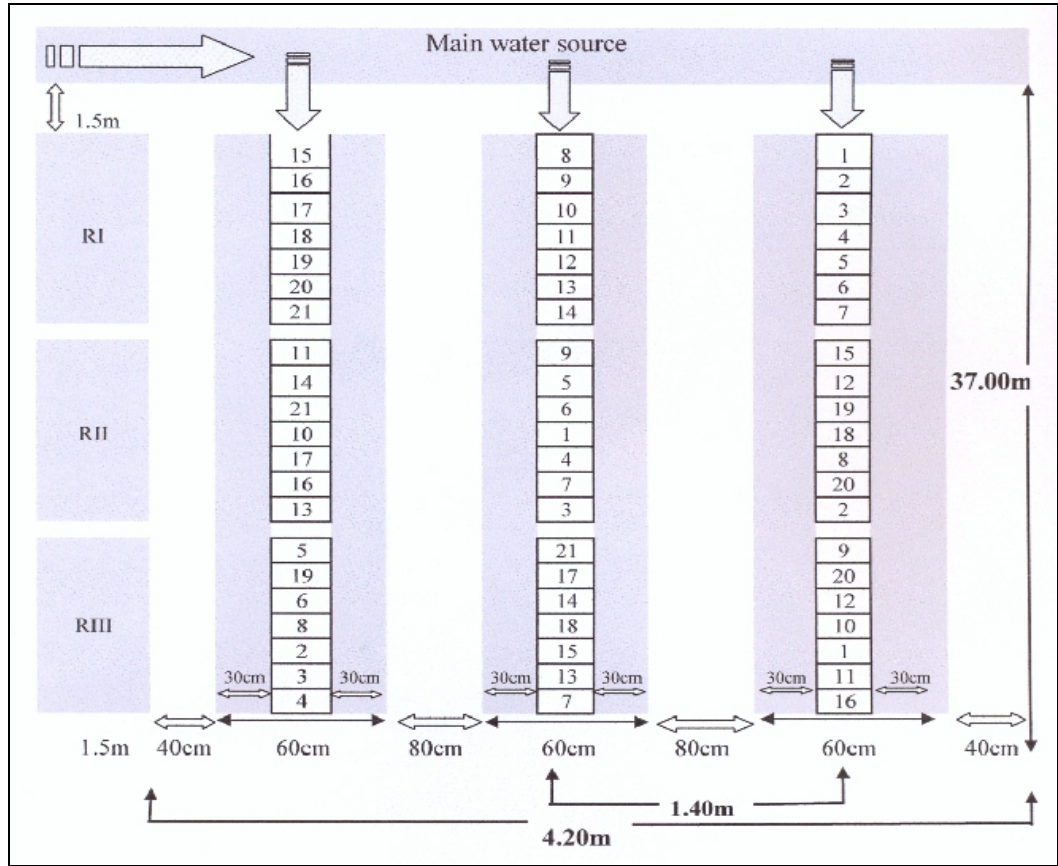 Main water source
1.5m
15 8 1
16 9 2
17 10 3
RI 18 11 4
19 12 5
20 13 6
21 14 7
11 9 15
14 5 12
21 6 19
RII 10 1 18
17 4 8
16 7 20
13 3 2
37.00m
5 21 9
19 17 20
6 14 12
RIII 8 18 10
2 15 1
30cm 3 30cm 30cm 13 30cm 30cm 11 30cm
4 7 16
1.5m 40cm 60cm 80cm 60cm 80cm 60cm 40cm
1.40m
4.20m